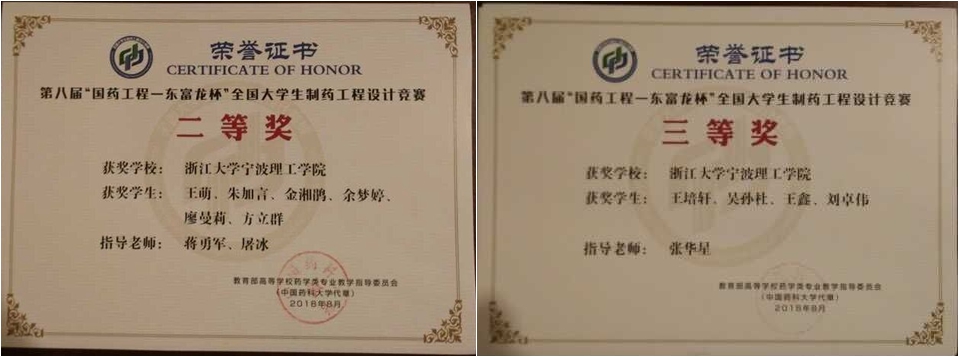 荣誉证书
CERTIFICATE OF HONOR
第八届“国药工程—东富龙杯”全国大学生制药工程设计竞赛
二等奖
获奖学校：浙江大学宁波理工学院
获奖学生：王萌、朱加言、金湘鹃、余梦婷、
廖曼莉、方立群
指导老师：蒋勇军、屠冰
教育部高等学校药学类专业教学指导委员会
（中国药科大学代章）
2018年8月
荣誉证书
CERTIFICATE OF HONOR
第八届“国药工程—东富龙杯”全国大学生制药工程设计竞赛
三等奖
获奖学校：浙江大学宁波理工学院
获奖学生：王培轩、吴孙杜、王鑫、刘卓伟
指导老师：张华星
教育部高等学校药学类专业教学指导委员会
（中国药科大学代章）
2018年8月